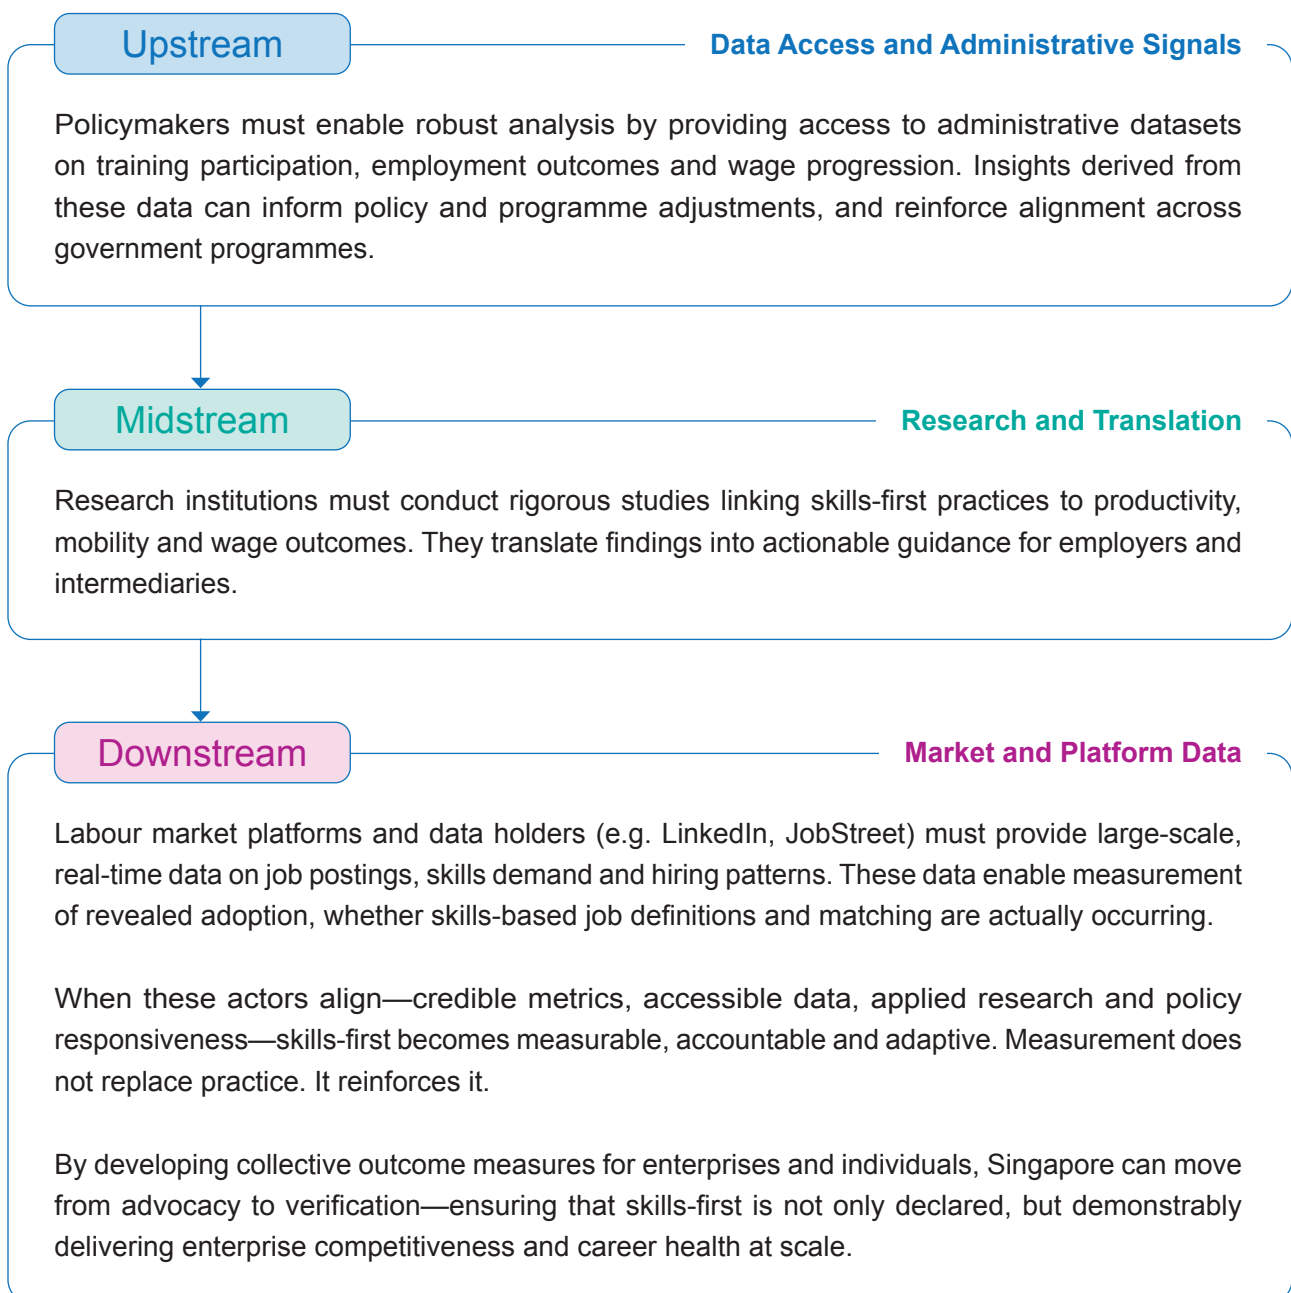 Upstream
Data Access and Administrative Signals
Policymakers must enable robust analysis by providing access to administrative datasets
on training participation, employment outcomes and wage progression. Insights derived from
these data can inform policy and programme adjustments, and reinforce alignment across
government programmes.
Midstream
Research and Translation
Research institutions must conduct rigorous studies linking skills-first practices to productivity,
mobility and wage outcomes. They translate findings into actionable guidance for employers and
intermediaries.
Downstream
Market and Platform Data
Labour market platforms and data holders (e.g. LinkedIn, JobStreet) must provide large-scale,
real-time data on job postings, skills demand and hiring patterns. These data enable measurement
of revealed adoption, whether skills-based job definitions and matching are actually occurring.
When these actors align—credible metrics, accessible data, applied research and policy
responsiveness—skills-first becomes measurable, accountable and adaptive. Measurement does
not replace practice. It reinforces it.
By developing collective outcome measures for enterprises and individuals, Singapore can move
from advocacy to verification—ensuring that skills-first is not only declared, but demonstrably
delivering enterprise competitiveness and career health at scale.